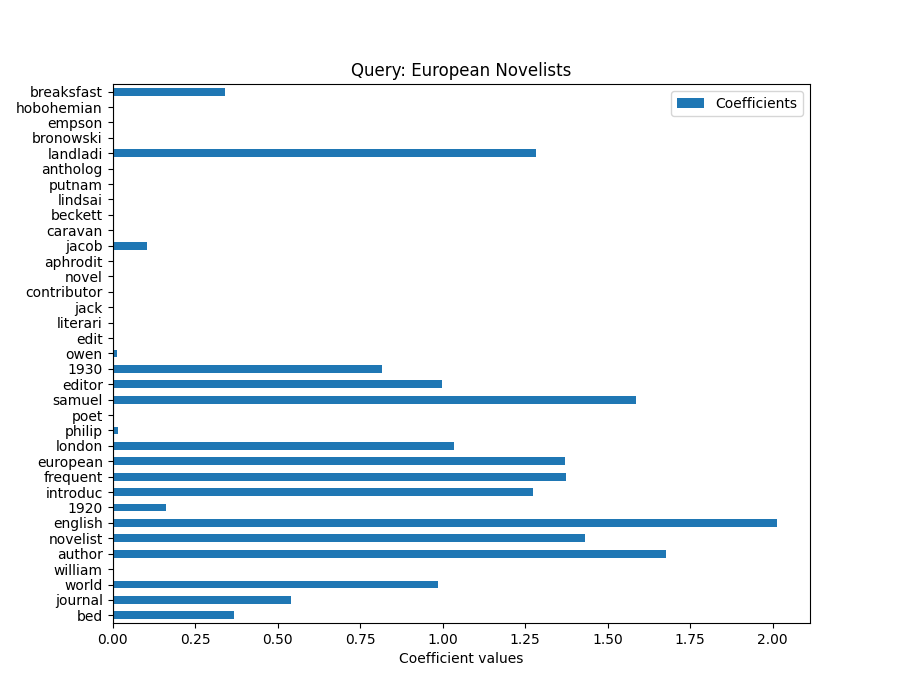 Query: European Novelists
Coefficients
breaksfast
hobohemian
empson
bronowski
landladi
antholog
putnam
lindsai
beckett
caravan
jacob
aphrodit
novel
contributor
jack
literari
edit
owen
1930
editor
samuel
poet
philip
london
european
frequent
introduc
1920
english
novelist
author
william
world
journal
bed
0.00 0.25 0.50 0.75 1.00 1.25 1.50 1.75 2.00
Coefficient values